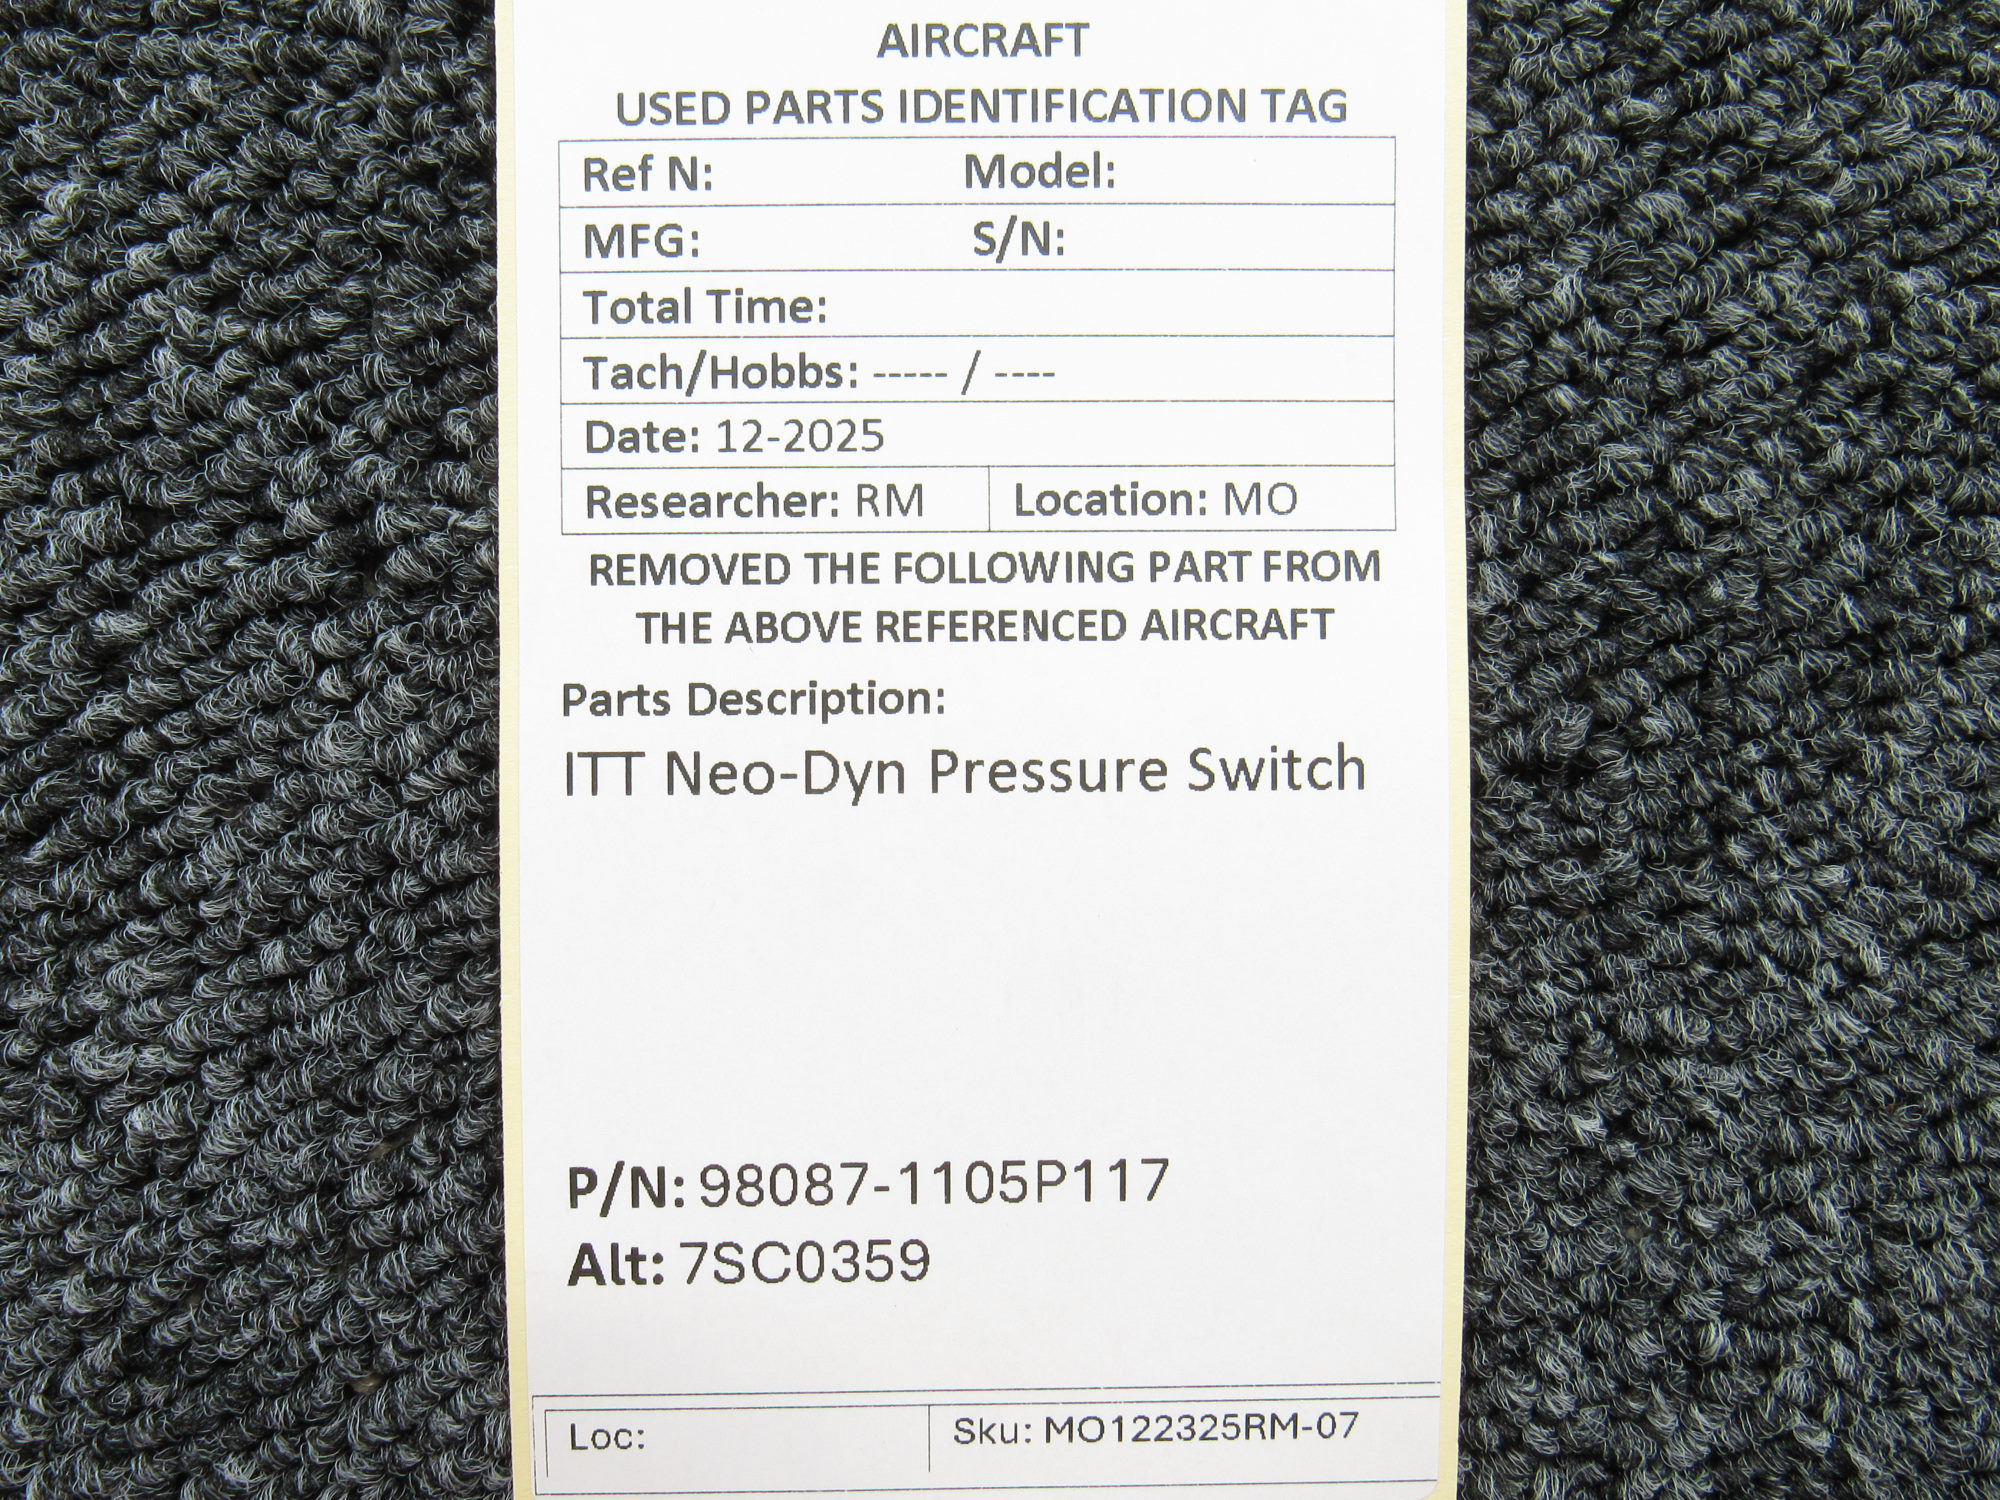 AIRCRAFT
USED PARTS IDENTIFICATION TAG
Ref N: Model:
MFG: S/N:
Total Time:
Tach/Hobbs: ----- / ----
Date: 12-2025
Researcher: RM Location: MO
REMOVED THE FOLLOWING PART FROM
THE ABOVE REFERENCED AIRCRAFT
Parts Description:
ITT Neo-Dyn Pressure Switch
P/N: 98087-1105P117
Alt: 7SC0359
Loc: Sku: MO122325RM-07